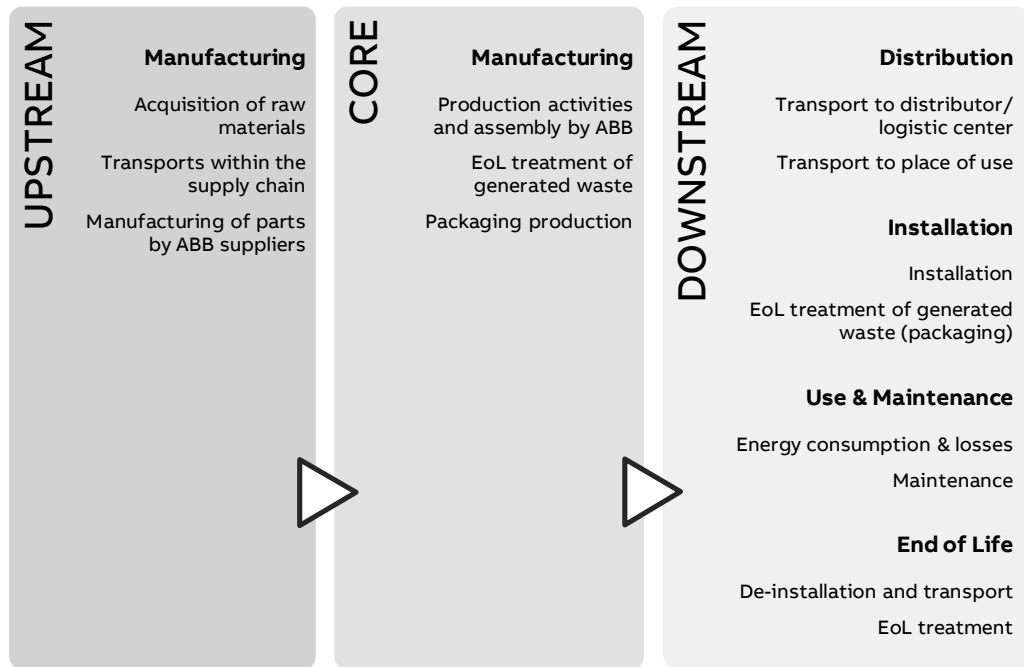 UPSTREAM
Manufacturing
Acquisition of raw
materials
Transports within the
supply chain
Manufacturing of parts
by ABB suppliers
CORE
Manufacturing
Production activities
and assembly by ABB
EoL treatment of
generated waste
Packaging production
DOWNSTREAM
Distribution
Transport to distributor/
logistic center
Transport to place of use
Installation
Installation
EoL treatment of generated
waste (packaging)
Use & Maintenance
Energy consumption & losses
Maintenance
End of Life
De-installation and transport
EoL treatment